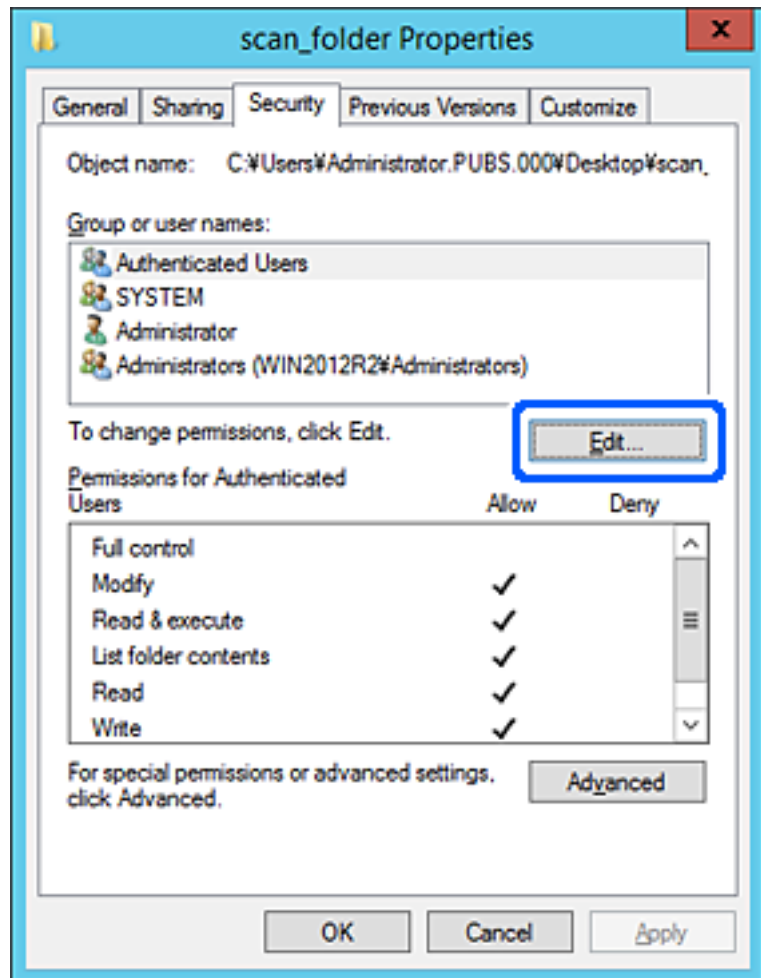 scan_folder Properties
x
General Sharing Security Previous Versions Customize
Object name: C:¥Users¥Administrator.PUBS.000¥Desktop¥scan_
Group or user names:
Authenticated Users
SYSTEM
Administrator
Administrators (WIN2012R2¥Administrators)
To change permissions, click Edit.
Edit...
Permissions for Authenticated
Users Allow Deny
Full control
Modify
Read & execute
List folder contents
Read
Write
For special permissions or advanced settings,
click Advanced.
Advanced
OK Cancel Apply